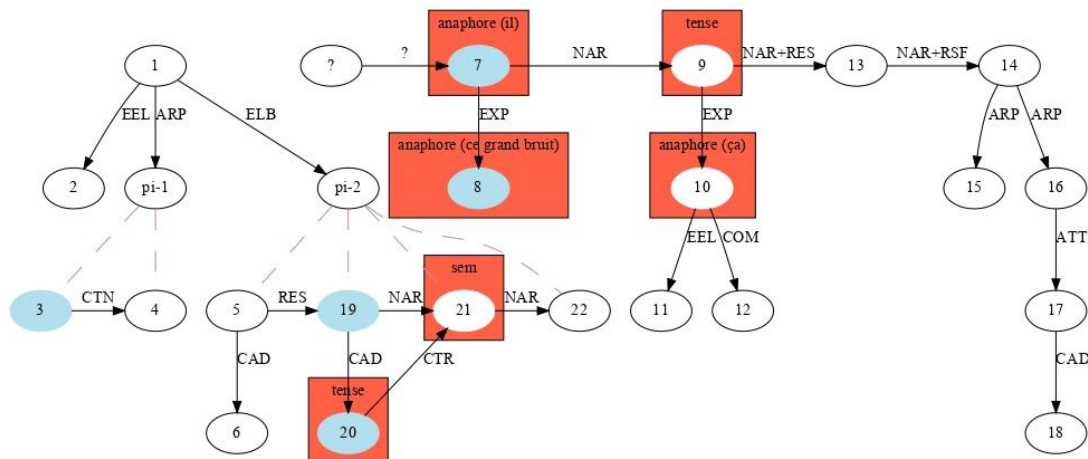 anaphore (il) tense
1 ? ? 7 NAR 9 NAR+RES 13 NAR+RSF 14
EEL ARP ELB EXP EXP ARP ARP
anaphore (ce grand bruit) anaphore (ça)
2 pi-1 pi-2 8 10 15 16
sem EEL COM ATT
3 CTN 4 5 RES 19 NAR 21 NAR 22 11 12 17
CAD CAD CTR CAD
tense
6 20 18